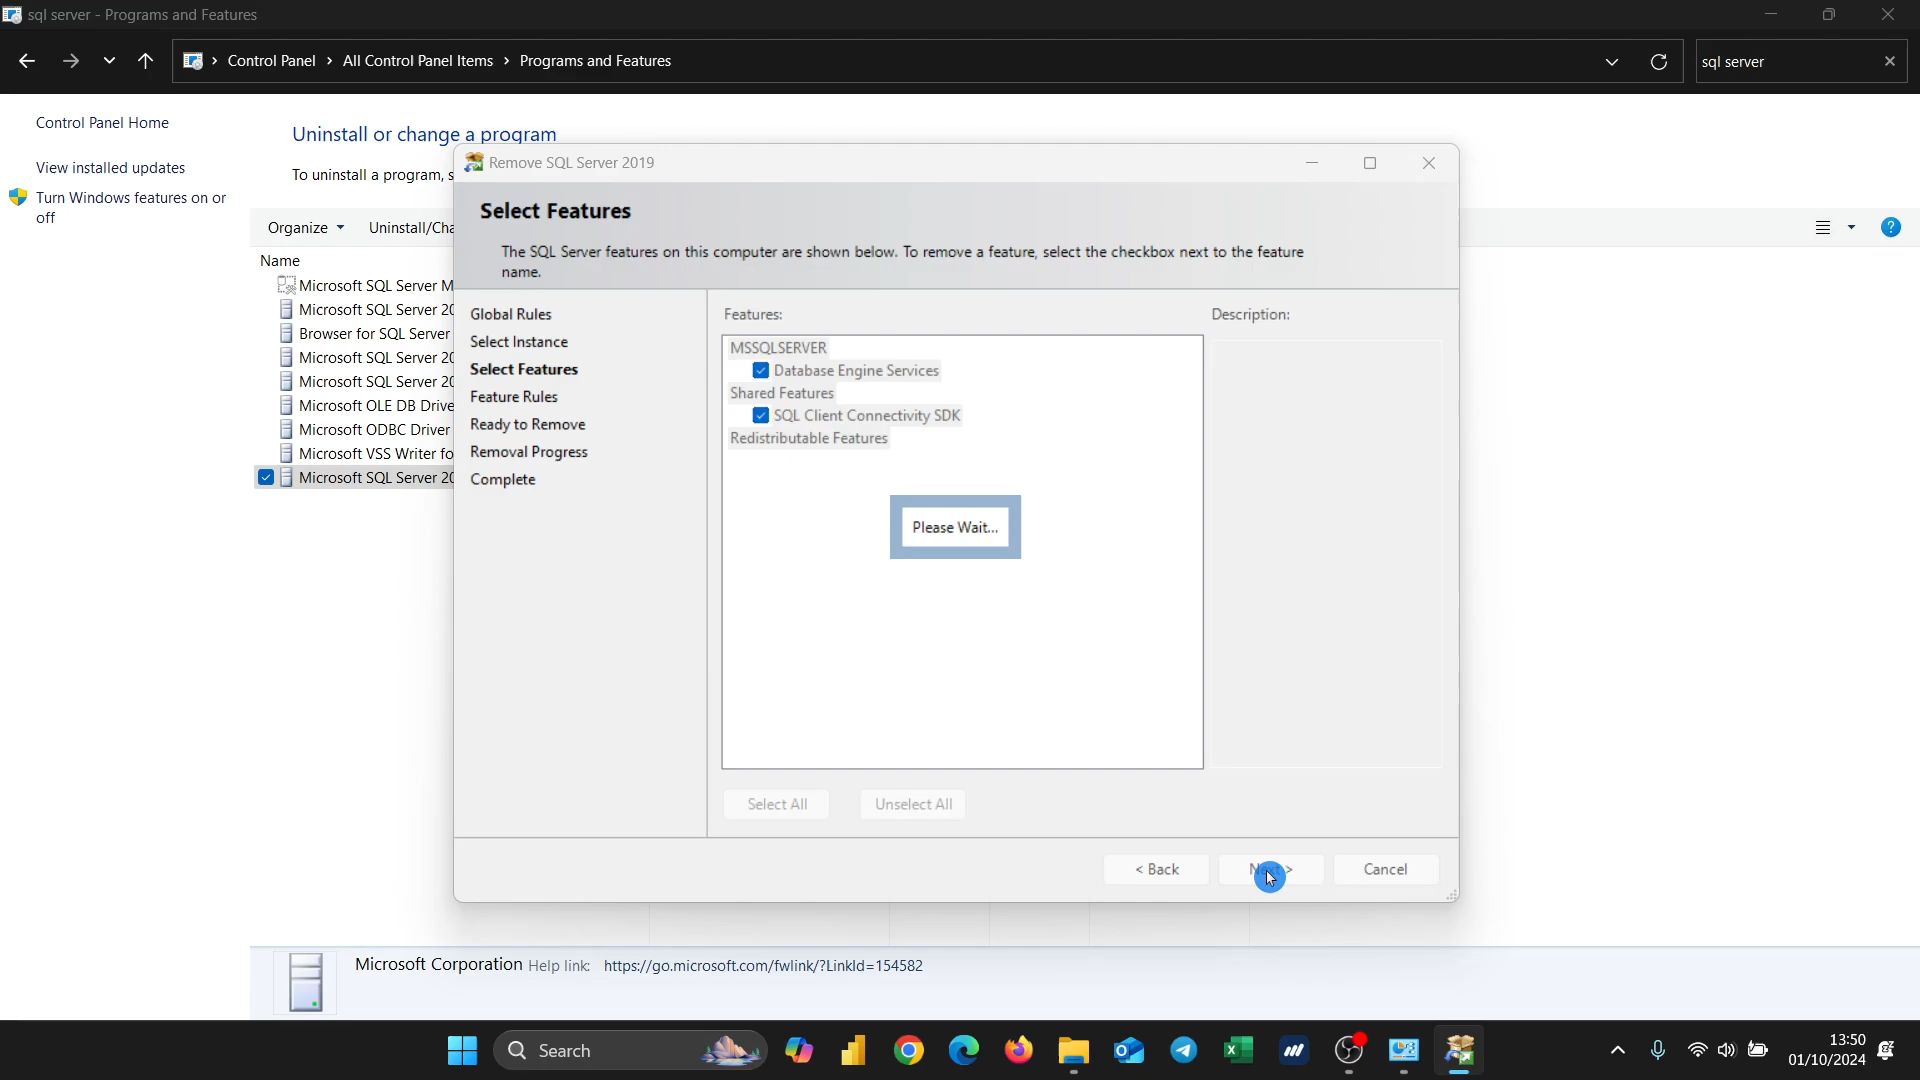 sql server - Programs and Features
Control Panel > All Control Panel Items > Programs and Features
sql server
Control Panel Home
View installed updates
Turn Windows features on or
off
Uninstall or change a program
To uninstall a program, s
Organize
Uninstall/Cha
Name
Microsoft SQL Server M
Microsoft SQL Server 20
Browser for SQL Server
Microsoft SQL Server 20
Microsoft SQL Server 20
Microsoft OLE DB Drive
Microsoft ODBC Driver
Microsoft VSS Writer fo
Microsoft SQL Server 20
Remove SQL Server 2019
Select Features
The SQL Server features on this computer are shown below. To remove a feature, select the checkbox next to the feature
name.
Global Rules
Select Instance
Select Features
Feature Rules
Ready to Remove
Removal Progress
Complete
Features:
MSSQLSERVER
Database Engine Services
Shared Features
SQL Client Connectivity SDK
Redistributable Features
Description:
Please Wait...
Select All
Unselect All
< Back
Next >
Cancel
Microsoft Corporation Help link: https://go.microsoft.com/fwlink/?LinkId=154582
Search
13:50
01/10/2024